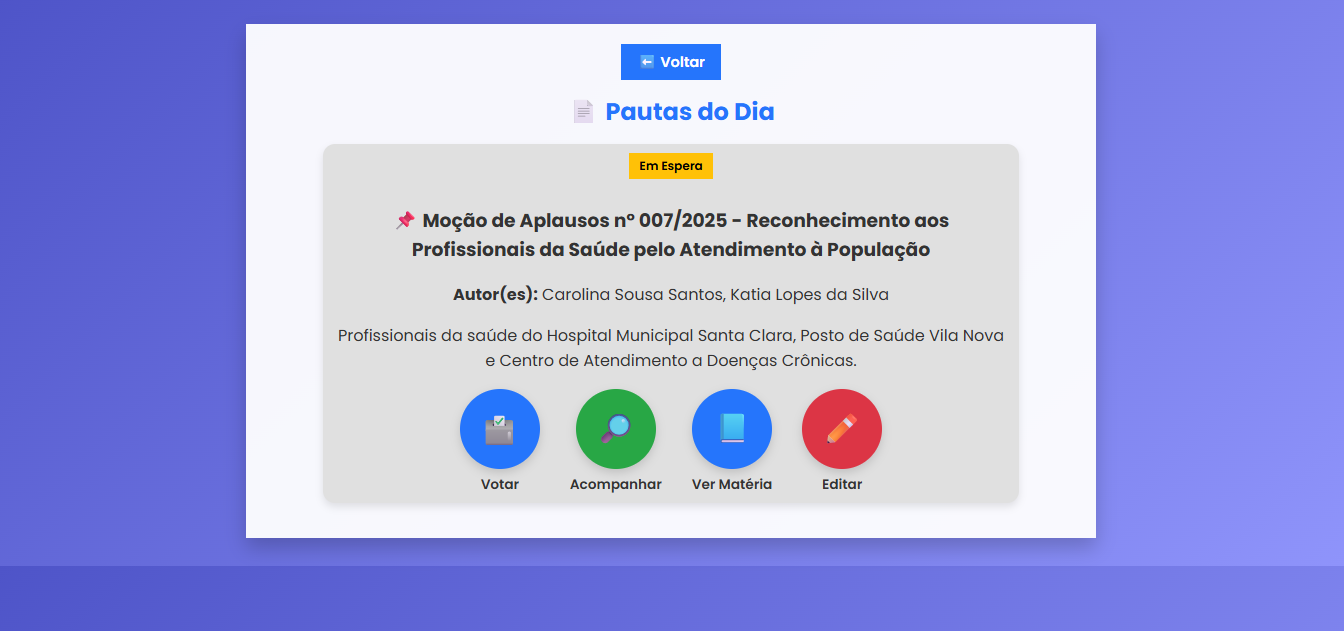 Voltar
Pautas do Dia
Em Espera
Moção de Aplausos nº 007/2025 - Reconhecimento aos
Profissionais da Saúde pelo Atendimento à População
Autor(es): Carolina Sousa Santos, Katia Lopes da Silva
Profissionais da saúde do Hospital Municipal Santa Clara, Posto de Saúde Vila Nova
e Centro de Atendimento a Doenças Crônicas.
Votar
Acompanhar
Ver Matéria
Editar